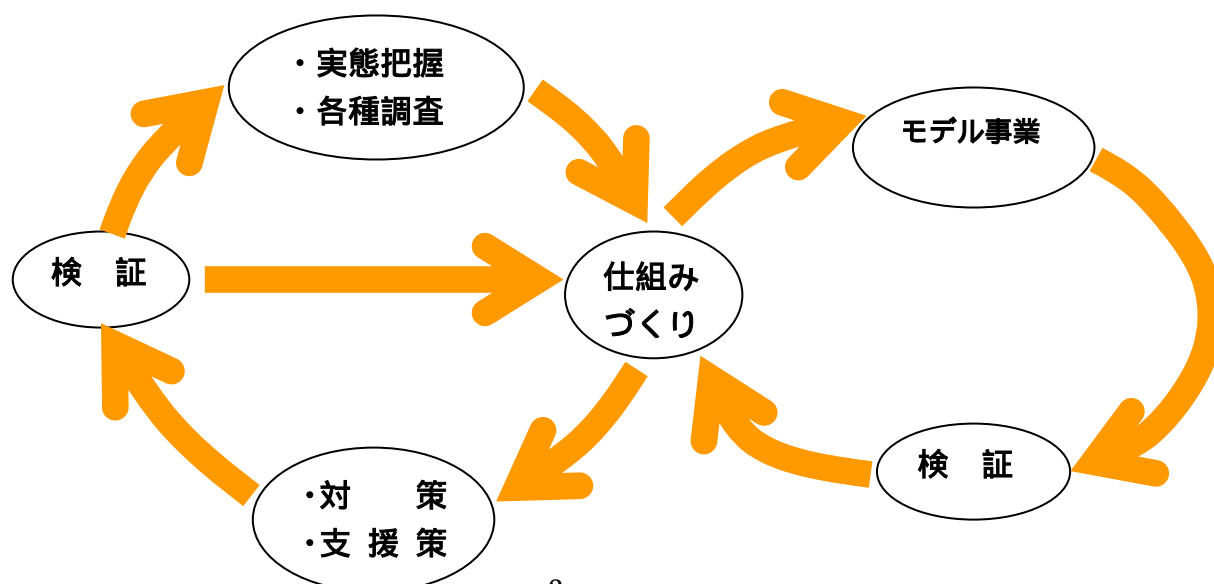 ・実態把握
・各種調査
モデル事業
検　証
仕組み
づくり
検　証
・対　　策
・支 援 策